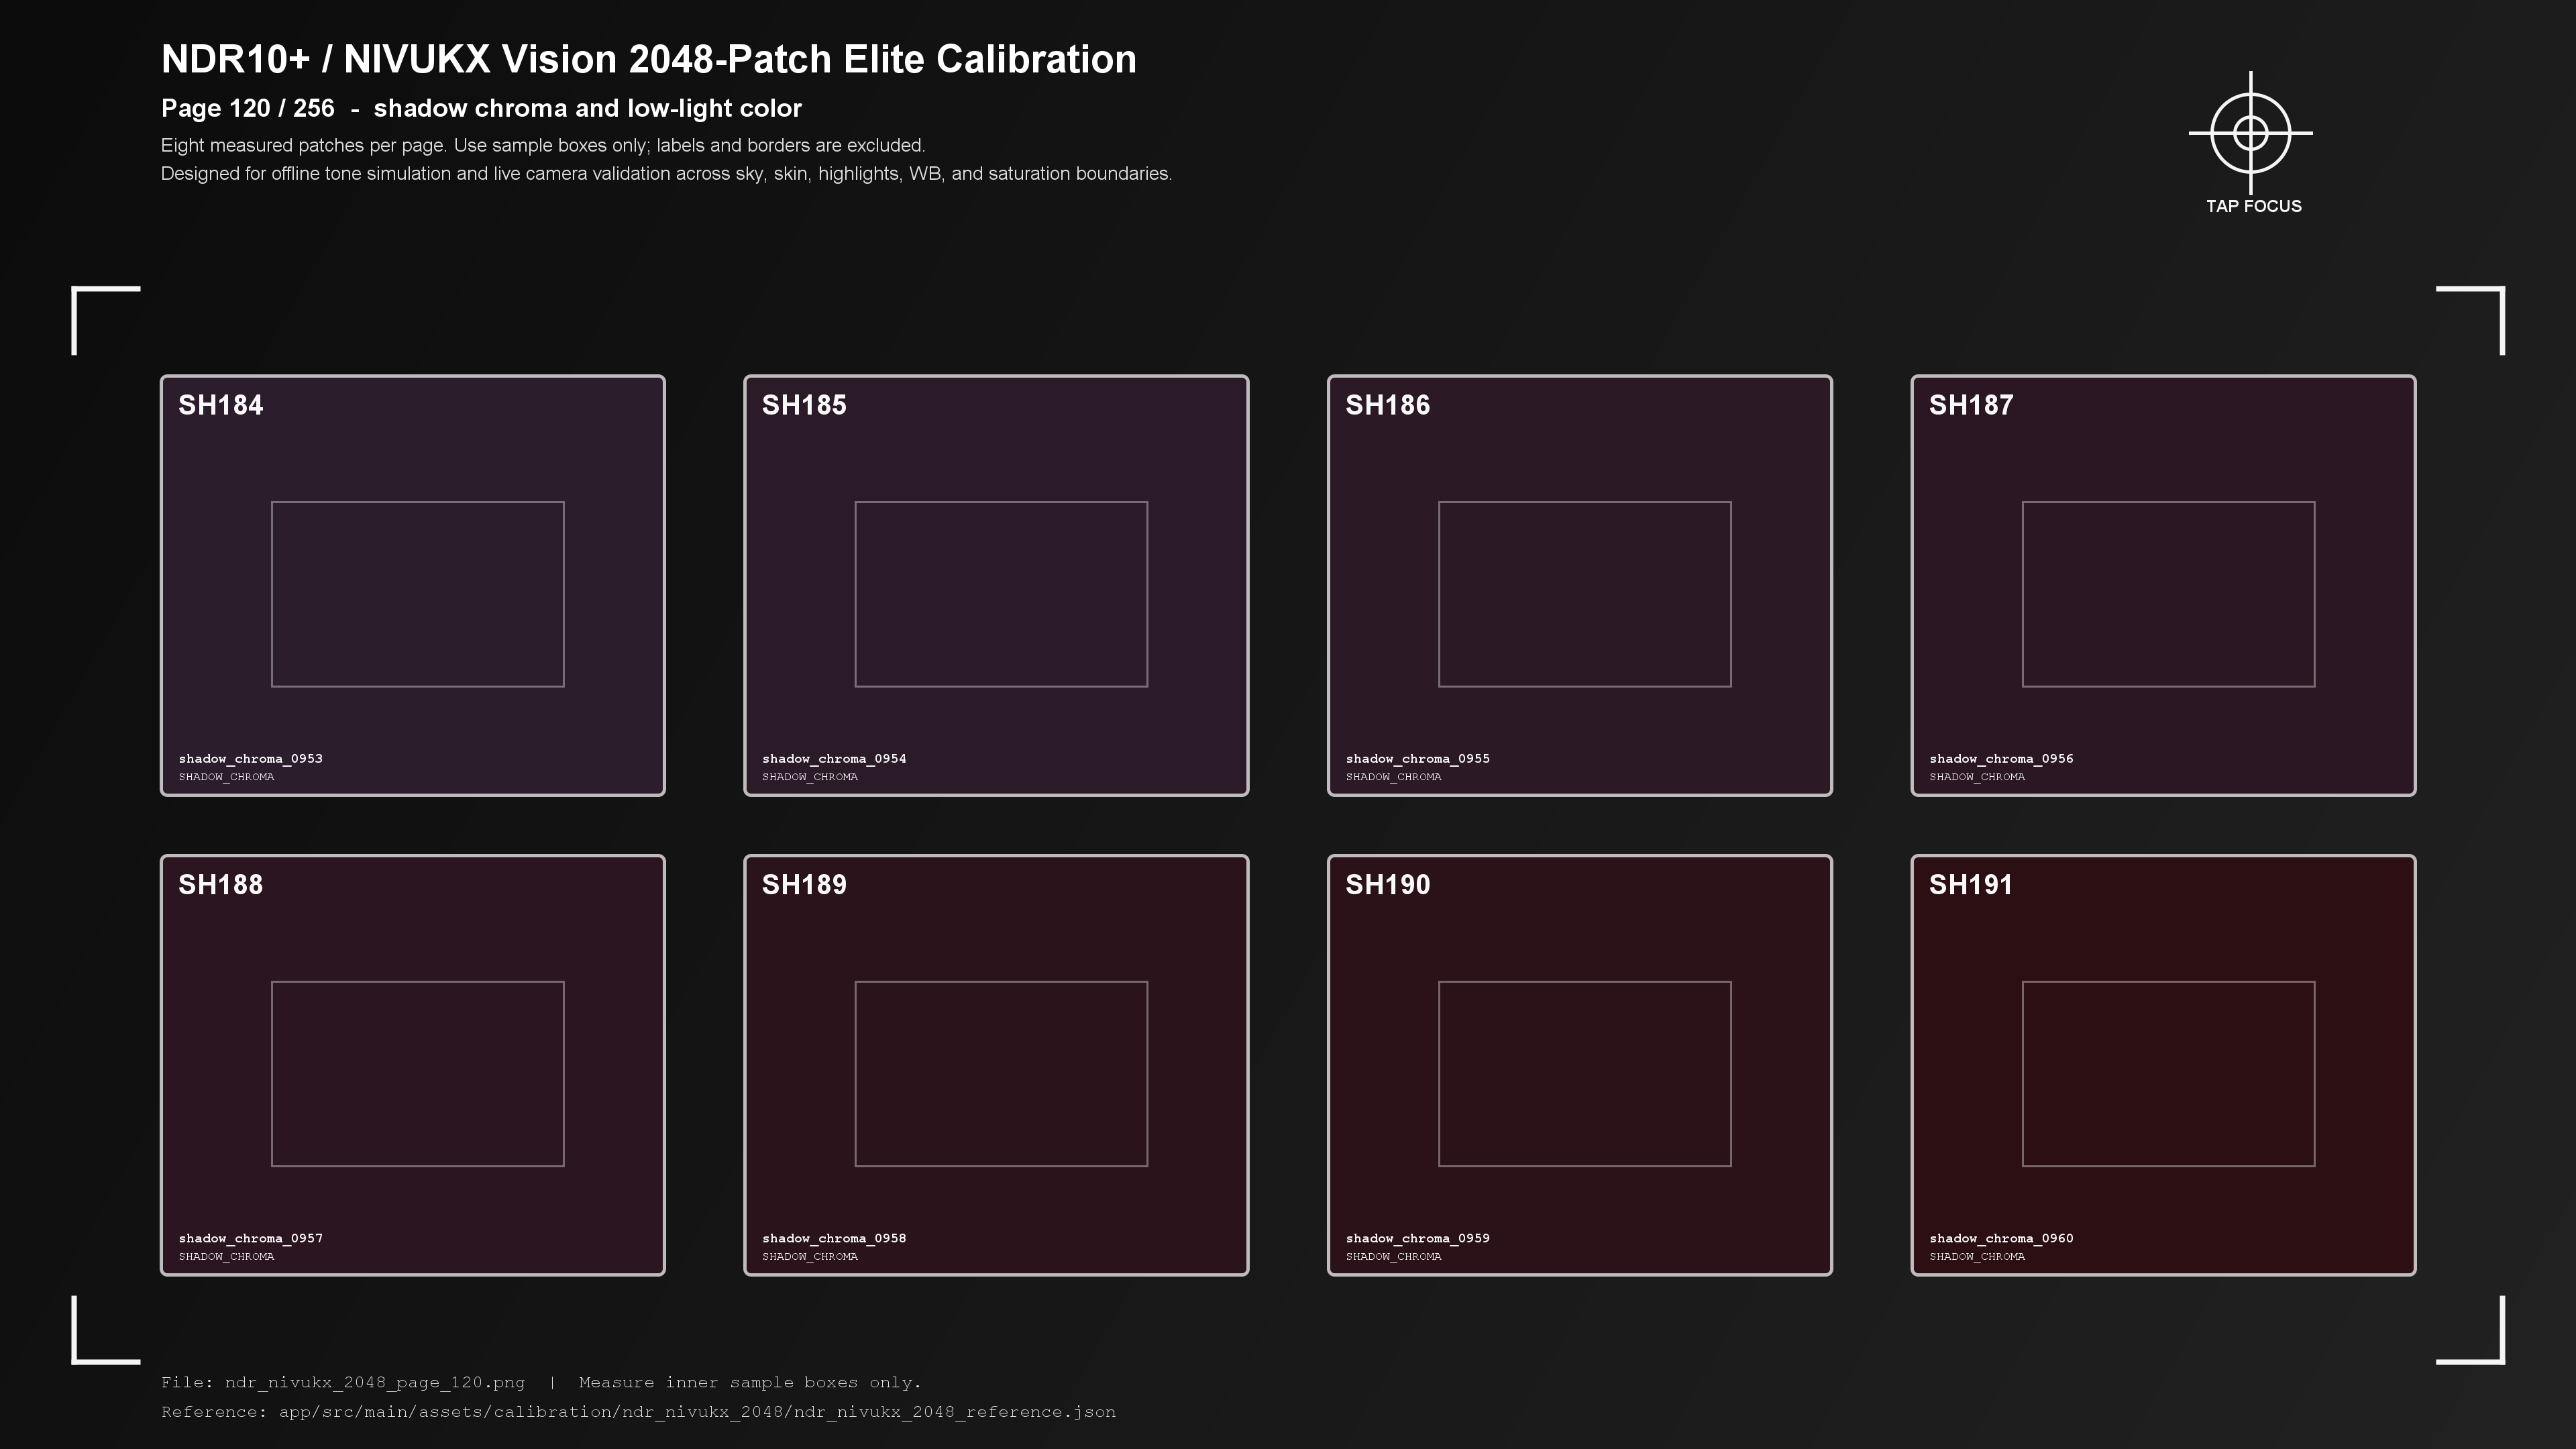 NDR10+ / NIVUKX Vision 2048-Patch Elite Calibration
Page 120 / 256 - shadow chroma and low-light color
Eight measured patches per page. Use sample boxes only; labels and borders are excluded.
Designed for offline tone simulation and live camera validation across sky, skin, highlights, WB, and saturation boundaries.
TAP FOCUS
SH184
shadow_chroma_0953
SHADOW_CHROMA
SH185
shadow_chroma_0954
SHADOW_CHROMA
SH186
shadow_chroma_0955
SHADOW_CHROMA
SH187
shadow_chroma_0956
SHADOW_CHROMA
SH188
shadow_chroma_0957
SHADOW_CHROMA
SH189
shadow_chroma_0958
SHADOW_CHROMA
SH190
shadow_chroma_0959
SHADOW_CHROMA
SH191
shadow_chroma_0960
SHADOW_CHROMA
File: ndr_nivukx_2048_page_120.png | Measure inner sample boxes only.
Reference: app/src/main/assets/calibration/ndr_nivukx_2048/ndr_nivukx_2048_reference.json